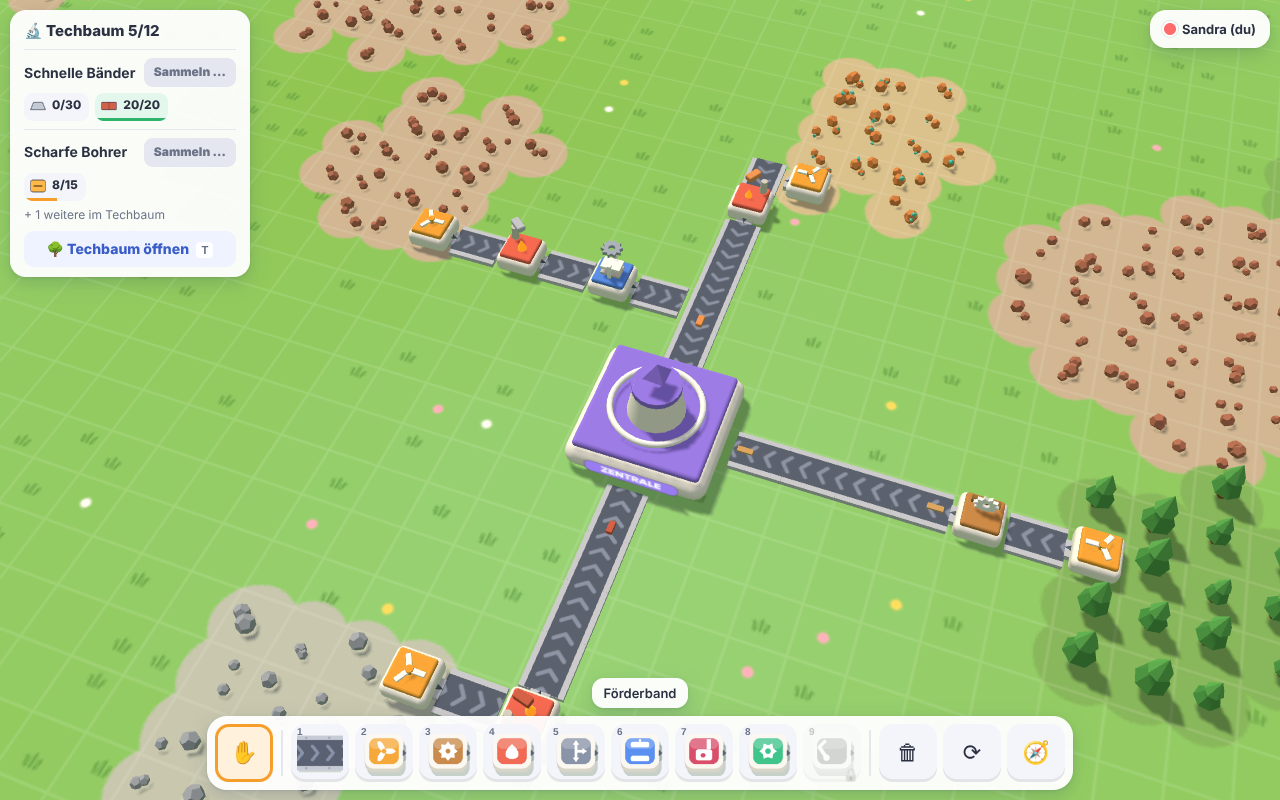 🔬 Techbaum 5/12
Schnelle Bänder
Sammeln ...
0/30
20/20
Scharfe Bohrer
Sammeln ...
8/15
+ 1 weitere im Techbaum
🌳 Techbaum öffnen T
Sandra (du)
ZENTRALE
Förderband
1 2 3 4 5 6 7 8 9